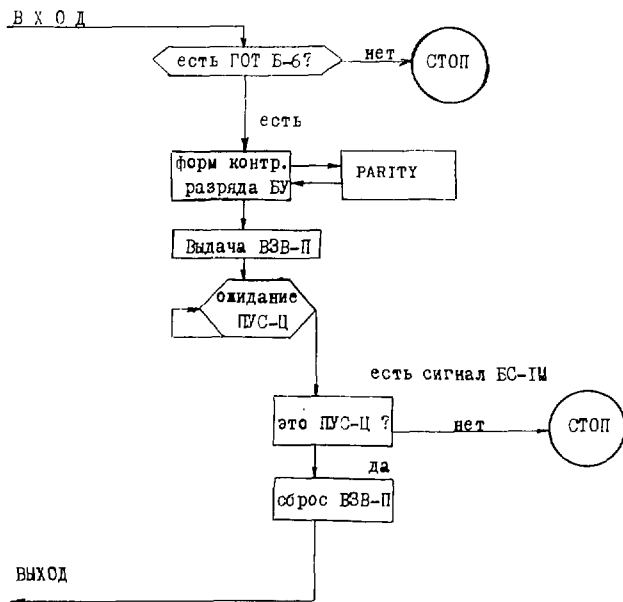 ВХОД
есть ГОТ Б-6?
нет
СТОП
есть
форм контр.
разряда БУ
PARITY
Выдача ВЗВ-П
ожидание
ПУС-Ц
есть сигнал БС-1М
это ПУС-Ц ?
нет
СТОП
да
сброс ВЗВ-П
ВЫХОД